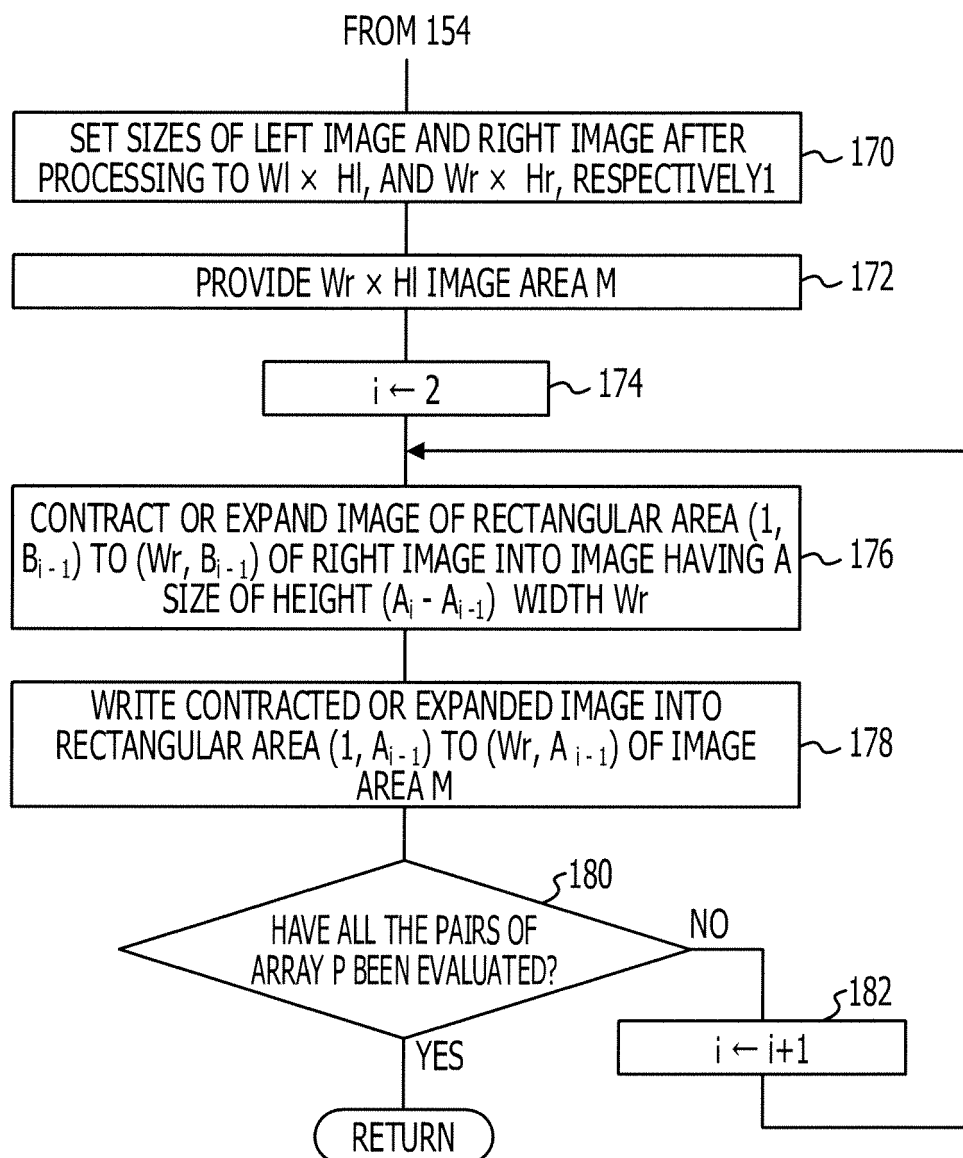 FROM 154
SET SIZES OF LEFT IMAGE AND RIGHT IMAGE AFTER
PROCESSING TO Wl × Hl, AND Wr × Hr, RESPECTIVELY1
170
PROVIDE Wr × Hl IMAGE AREA M
172
i ← 2
174
CONTRACT OR EXPAND IMAGE OF RECTANGULAR AREA (1,
B_{i-1}) TO (Wr, B_{i-1}) OF RIGHT IMAGE INTO IMAGE HAVING A
SIZE OF HEIGHT (A_i - A_{i-1}) WIDTH Wr
176
WRITE CONTRACTED OR EXPANDED IMAGE INTO
RECTANGULAR AREA (1, A_{i-1}) TO (Wr, A_{i-1}) OF IMAGE
AREA M
178
180
HAVE ALL THE PAIRS OF
ARRAY P BEEN EVALUATED?
NO
182
i ← i+1
YES
RETURN